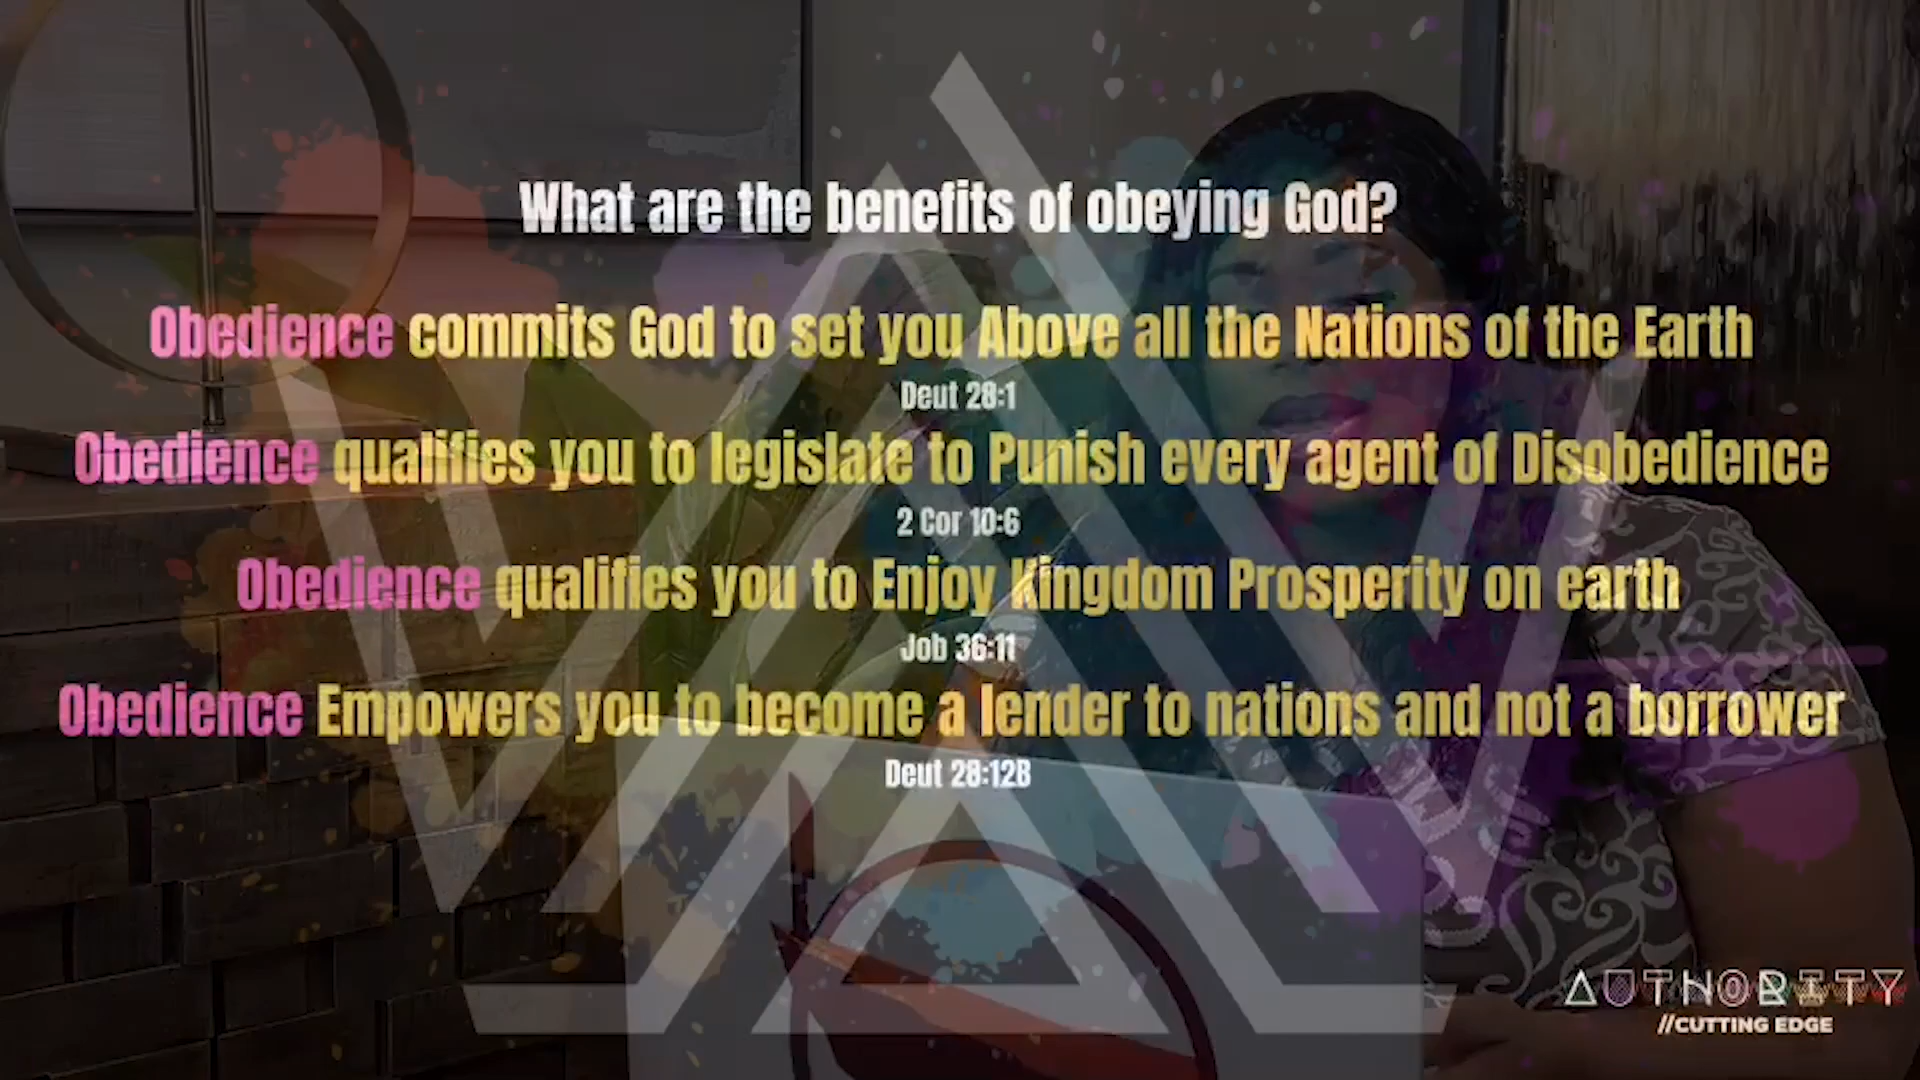 What are the benefits of obeying God?
Obedience commits God to set you Above all the Nations of the Earth
Deut 28:1
Obedience qualifies you to legislate to Punish every agent of Disobedience
2 Cor 10:6
Obedience qualifies you to Enjoy Kingdom Prosperity on earth
Job 36:11
Obedience Empowers you to become a lender to nations and not a borrower
Deut 28:12B
AUTHORITY
//CUTTING EDGE